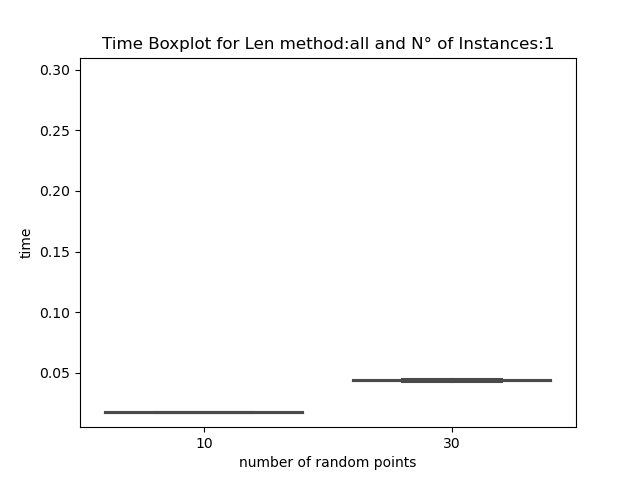 Time Boxplot for Len method:all and N° of Instances:1
0.30
0.25
0.20
0.15
0.10
0.05
time
10 30
number of random points